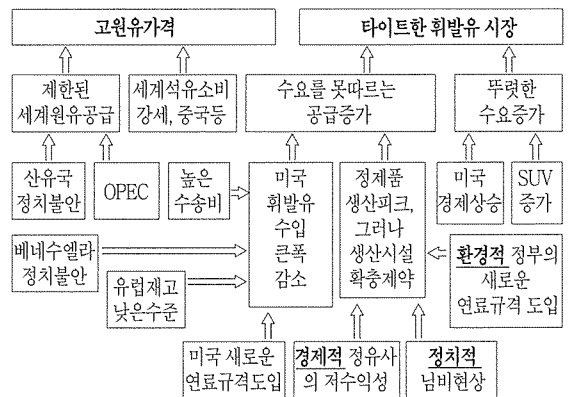 고원유가격
타이트한 휘발유 시장
제한된
세계원유공급
세계석유소비
강세, 중국등
수요를 못따르는
공급증가
뚜렷한
수요증가
산유국
정치불안
OPEC
높은
수송비
미국
휘발유
수입
큰폭
감소
정제품
생산피크,
그러나
생산시설
확충제약
미국
경제상승
SUV
증가
베네수엘라
정치불안
유럽재고
낮은수준
환경적 정부의
새로운
연료규격 도입
미국 새로운
연료규격도입
경제적 정유사
의 저수익성
정치적
님비현상